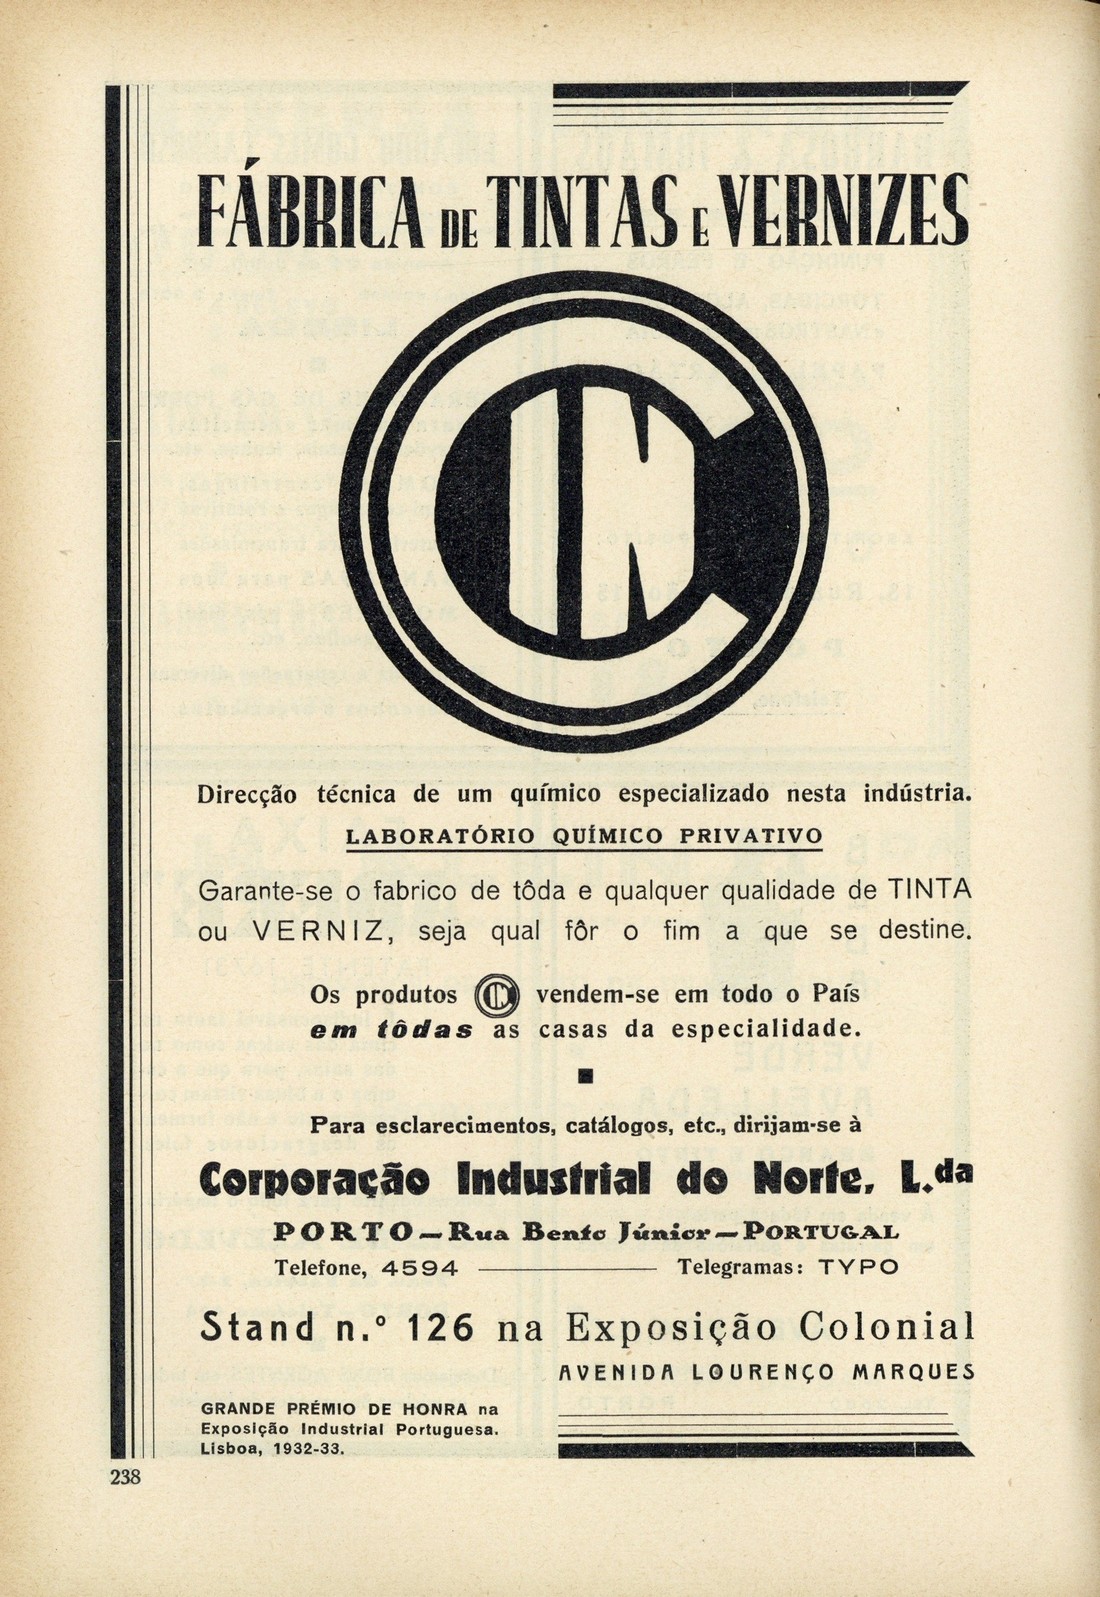 FÁBRICA DE TINTAS E VERNIZES
CIN
Direcção técnica de um químico especializado nesta indústria.
LABORATÓRIO QUÍMICO PRIVATIVO
Garante-se o fabrico de tôda e qualquer qualidade de TINTA
ou VERNIZ, seja qual fôr o fim a que se destine.
Os produtos CIN vendem-se em todo o País
em tôdas as casas da especialidade.
Para esclarecimentos, catálogos, etc., dirijam-se à
Corporação Industrial do Norte, L.da
PORTO — Rua Bento Júnior — PORTUGAL
Telefone, 4594 — Telegramas: TYPO
Stand n.º 126 na Exposição Colonial
AVENIDA LOURENÇO MARQUES
GRANDE PRÉMIO DE HONRA na
Exposição Industrial Portuguesa.
Lisboa, 1932-33.
238